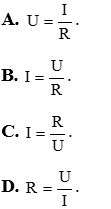 A. U = I/R.
B. I = U/R.
C. I = R/U.
D. R = U/I.